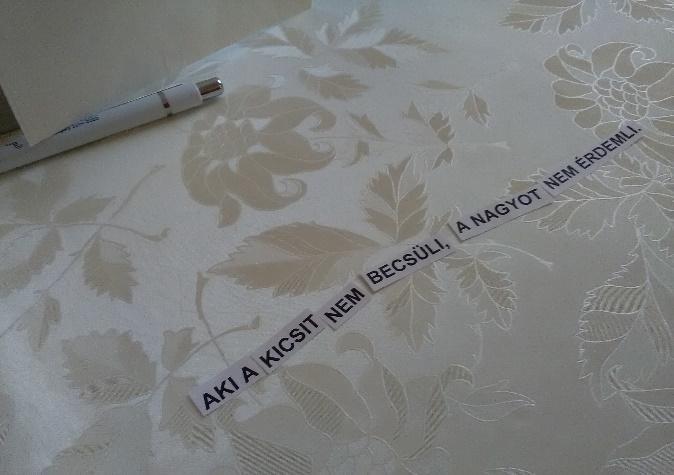 AKI A KICSIT NEM BECSÜLI, A NAGYOT NEM ÉRDEMLI.